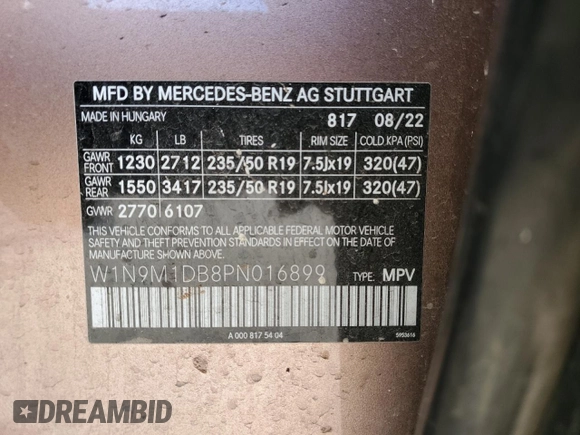 MFD BY MERCEDES-BENZ AG STUTTGART
MADE IN HUNGARY 817 08/22
KG LB TIRES RIM SIZE COLD.KPA(PSI)
GAWR FRONT 1230 2712 235/50 R19 7.5Jx19 320(47)
GAWR REAR 1550 3417 235/50 R19 7.5Jx19 320(47)
GVWR 2770 6107
THIS VEHICLE CONFORMS TO ALL
APPLICABLE FEDERAL MOTOR VEHICLE
SAFETY AND THEFT PREVENTION
STANDARDS IN EFFECT ON THE DATE OF
MANUFACTURE SHOWN ABOVE.
W1N9M1DB8PN016899 TYPE: MPV
A 000 817 54 04 5953616
DREAMBID